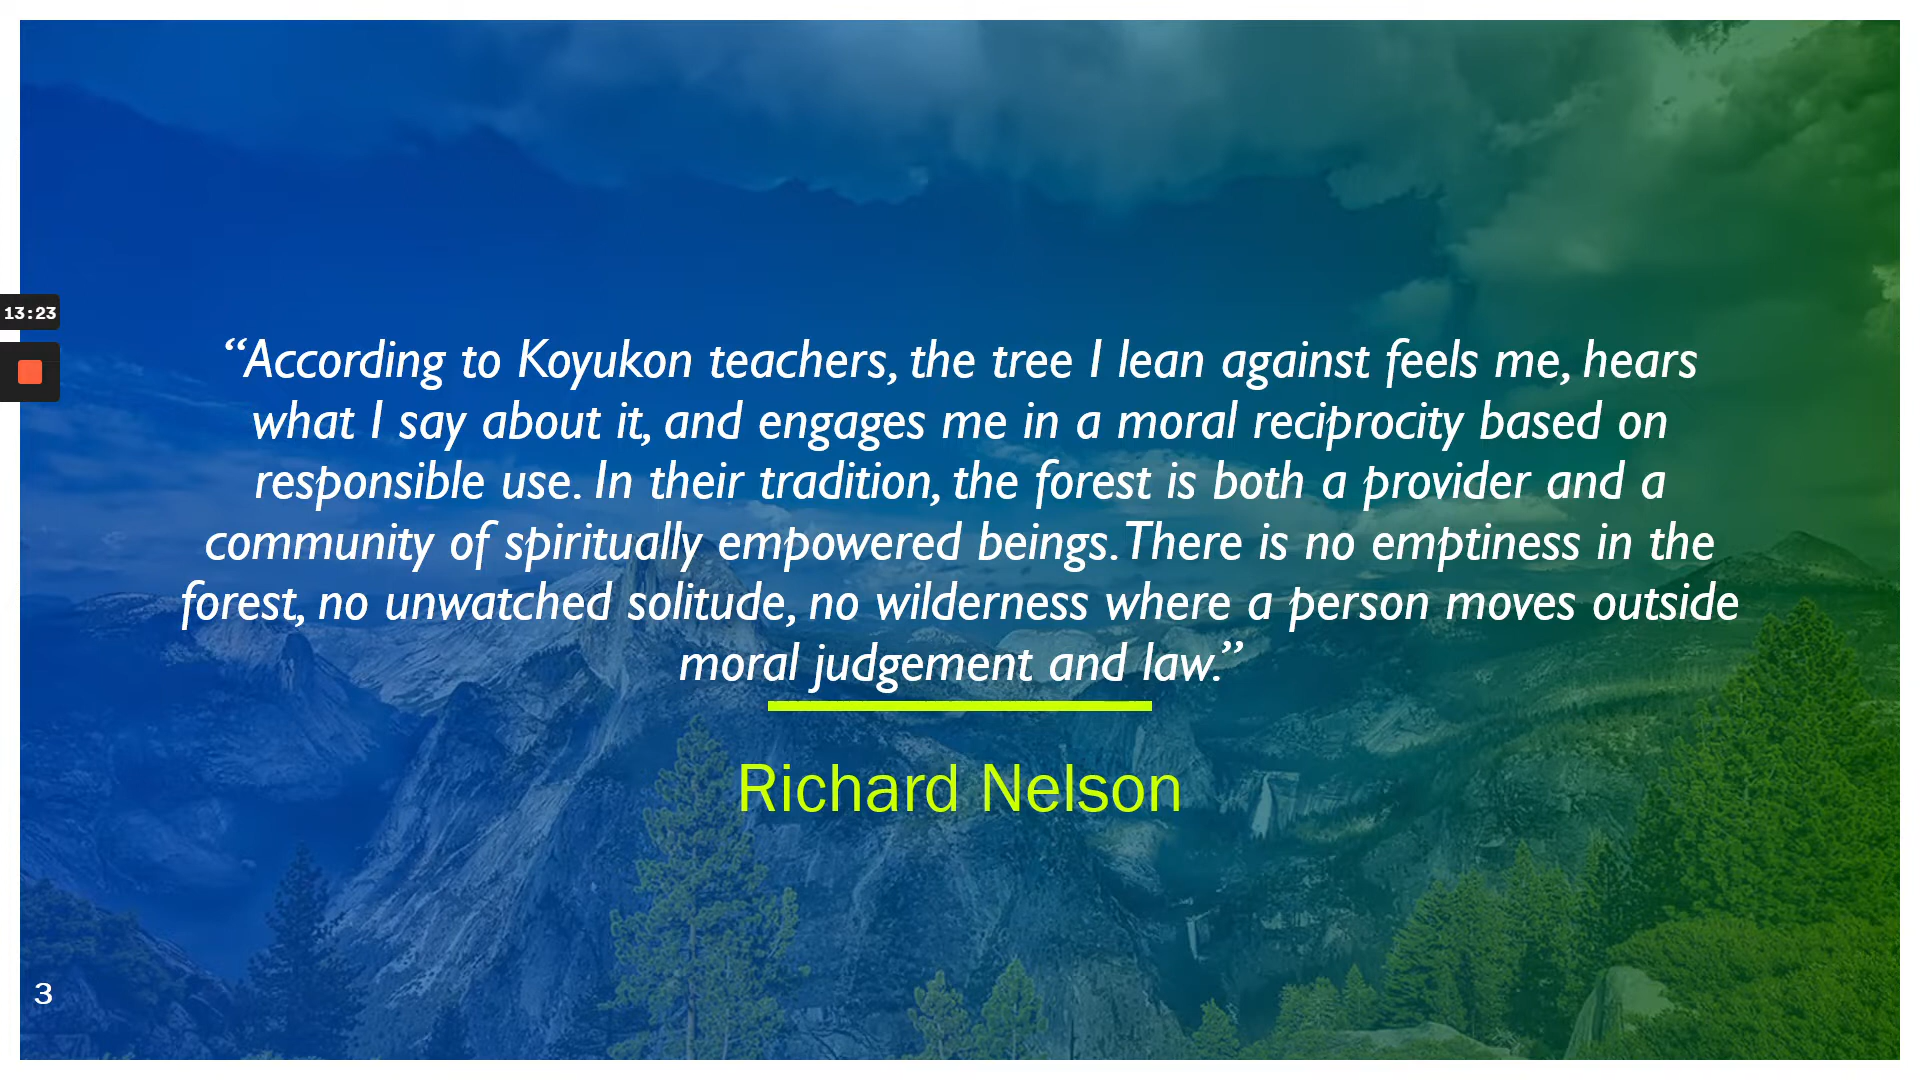 13:23
“According to Koyukon teachers, the tree I lean against feels me, hears
what I say about it, and engages me in a moral reciprocity based on
responsible use. In their tradition, the forest is both a provider and a
community of spiritually empowered beings. There is no emptiness in the
forest, no unwatched solitude, no wilderness where a person moves outside
moral judgement and law.”
Richard Nelson
3